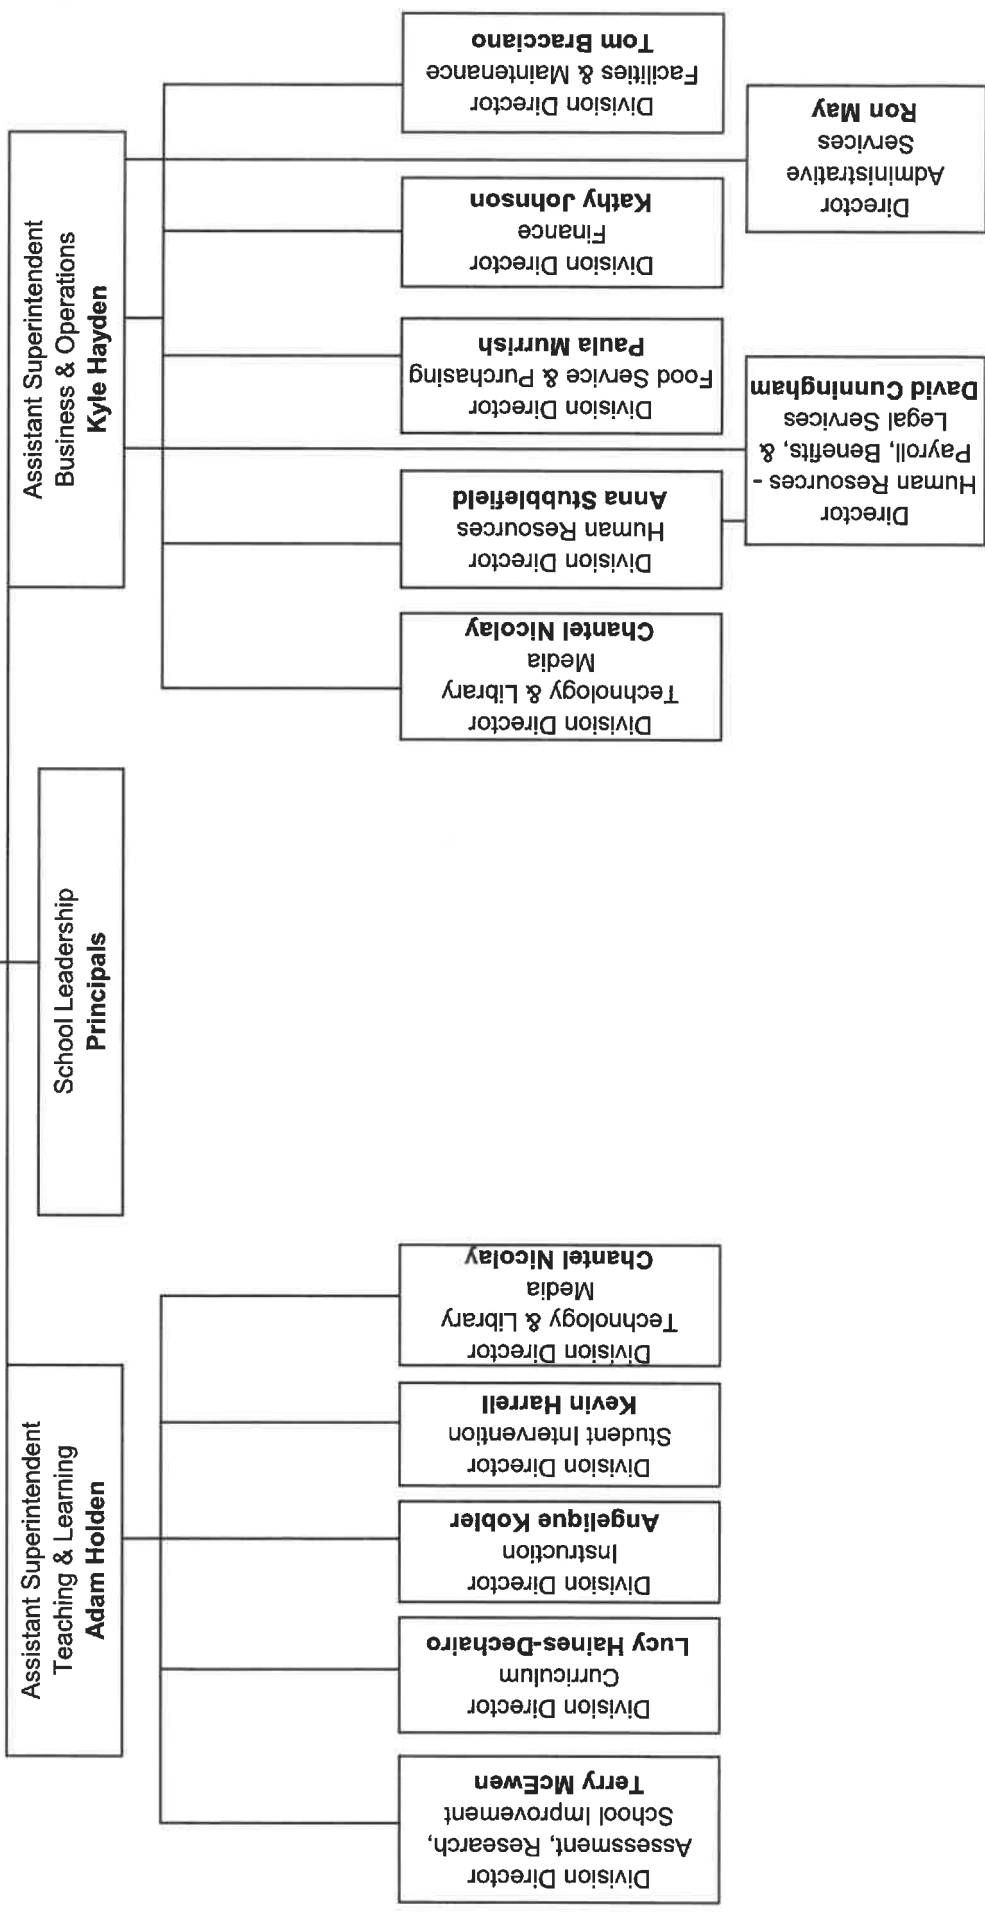 Assistant Superintendent
Teaching & Learning
Adam Holden
School Leadership
Principals
Assistant Superintendent
Business & Operations
Kyle Hayden
Division Director
Assessment, Research,
School Improvement
Terry McEwen
Division Director
Curriculum
Lucy Haines-Dechairo
Division Director
Instruction
Angelique Kobler
Division Director
Student Intervention
Kevin Harrell
Division Director
Technology & Library
Media
Chantel Nicolay
Division Director
Technology & Library
Media
Chantel Nicolay
Division Director
Human Resources
Anna Stubblefield
Division Director
Food Service & Purchasing
Paula Murrish
Division Director
Finance
Kathy Johnson
Division Director
Facilities & Maintenance
Tom Bracciano
Director
Human Resources -
Payroll, Benefits, &
Legal Services
David Cunningham
Director
Administrative
Services
Ron May